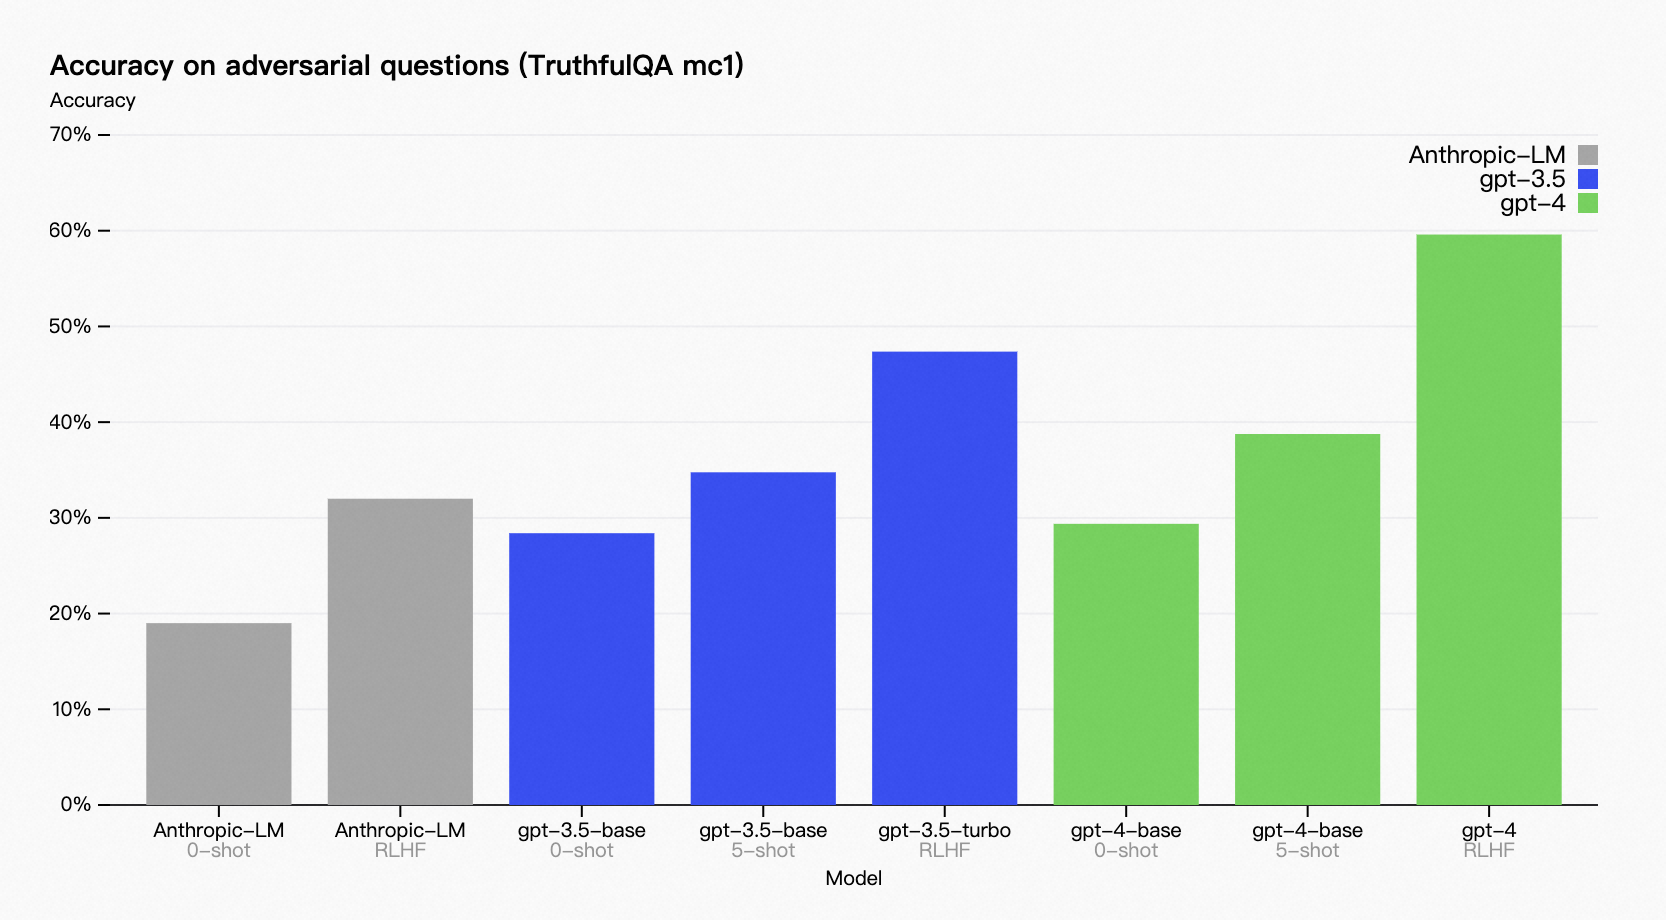 Accuracy on adversarial questions (TruthfulQA mc1)
Accuracy
70%
Anthropic-LM
gpt-3.5
gpt-4
60%
50%
40%
30%
20%
10%
0%
Anthropic-LM Anthropic-LM gpt-3.5-base gpt-3.5-base gpt-3.5-turbo gpt-4-base gpt-4-base gpt-4
0-shot RLHF 0-shot 5-shot RLHF 0-shot 5-shot RLHF
Model